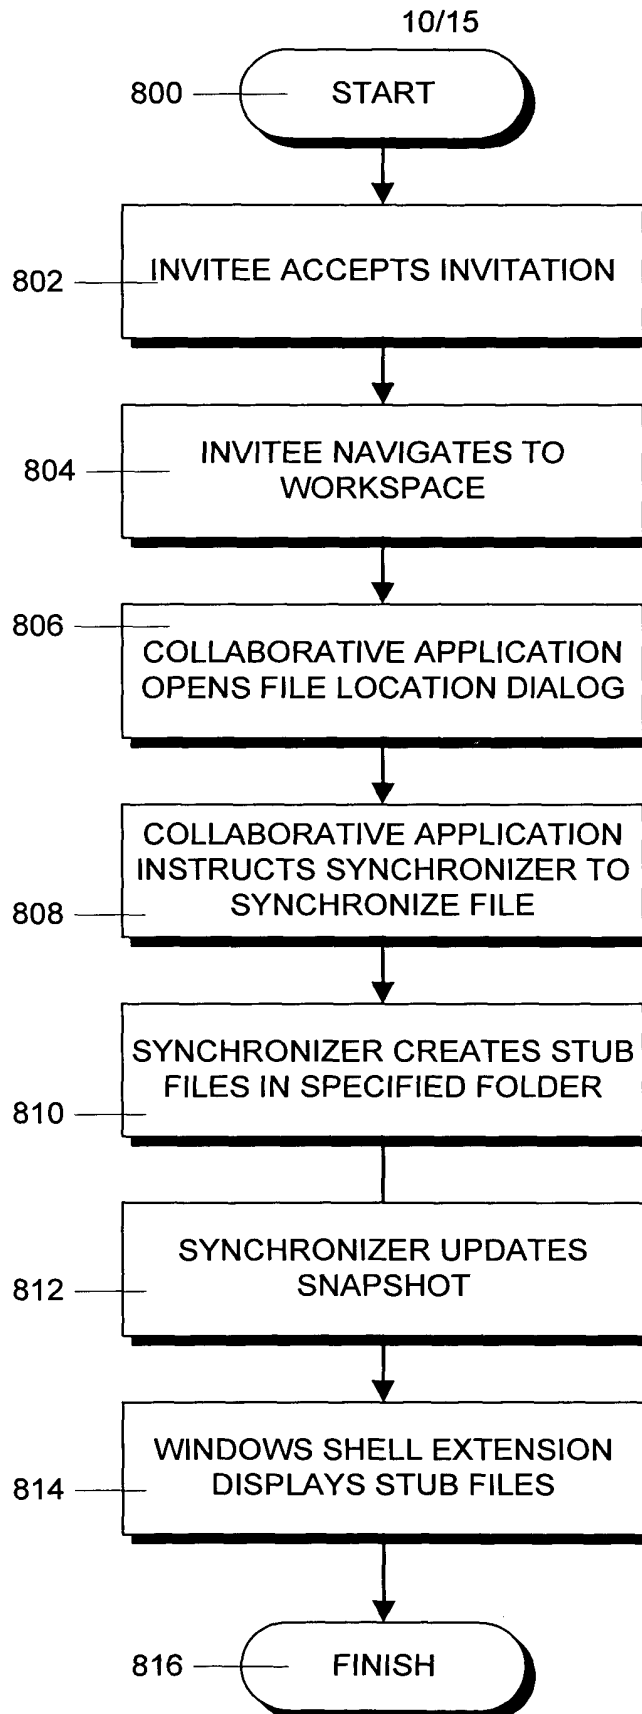 10/15
800
START
802
INVITEE ACCEPTS INVITATION
804
INVITEE NAVIGATES TO
WORKSPACE
806
COLLABORATIVE APPLICATION
OPENS FILE LOCATION DIALOG
808
COLLABORATIVE APPLICATION
INSTRUCTS SYNCHRONIZER TO
SYNCHRONIZE FILE
810
SYNCHRONIZER CREATES STUB
FILES IN SPECIFIED FOLDER
812
SYNCHRONIZER UPDATES
SNAPSHOT
814
WINDOWS SHELL EXTENSION
DISPLAYS STUB FILES
816
FINISH